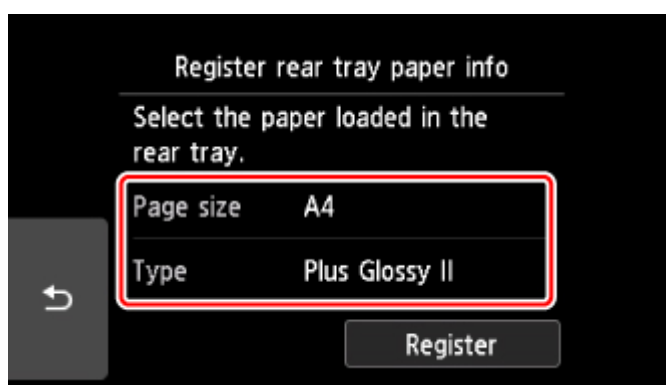 Register rear tray paper info
Select the paper loaded in the
rear tray.
Page size A4
Type Plus Glossy II
Register